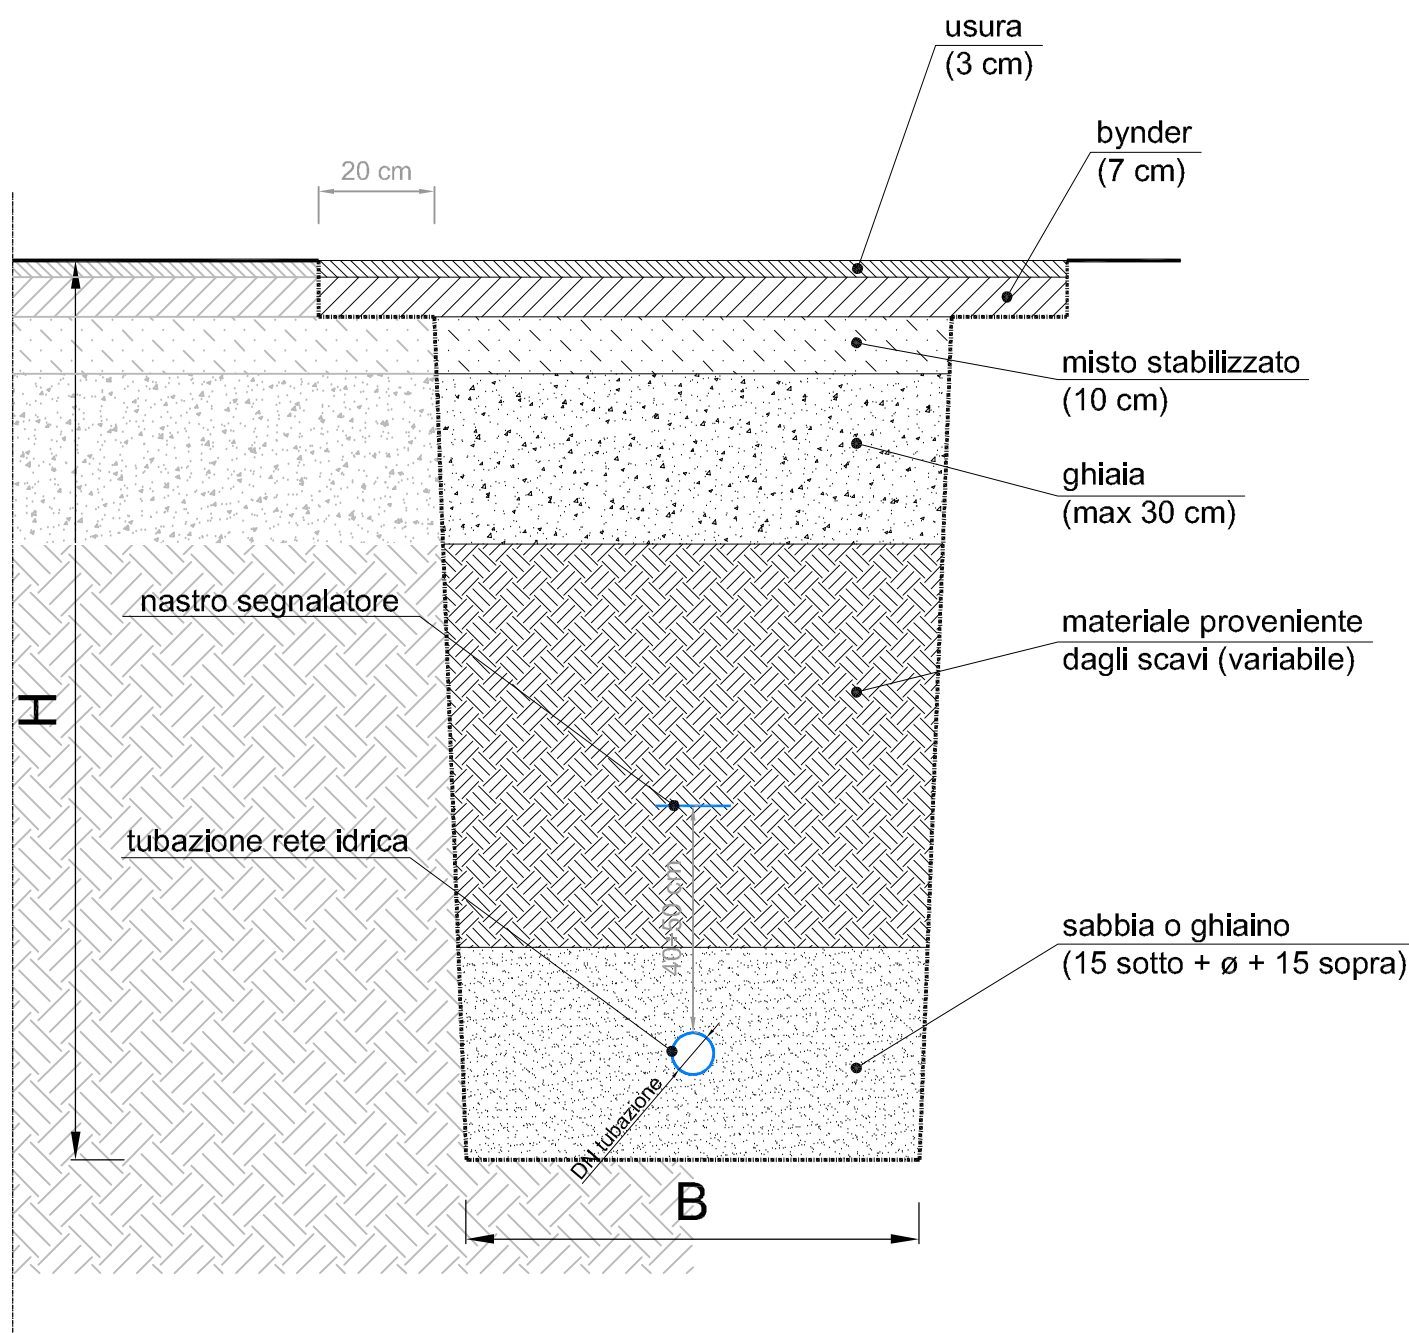 usura
(3 cm)
bynder
(7 cm)
20 cm
misto stabilizzato
(10 cm)
ghiaia
(max 30 cm)
nastro segnalatore
materiale proveniente
dagli scavi (variabile)
H
tubazione rete idrica
40÷50 cm
sabbia o ghiaino
(15 sotto + ø + 15 sopra)
DN tubazione
B